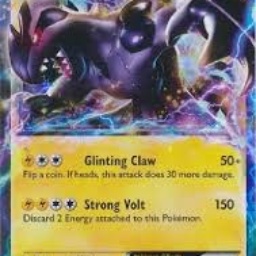 Glinting Claw 50+
Flip a coin. If heads, this attack does 30 more damage.
Strong Volt 150
Discard 2 Energy attached to this Pokémon.